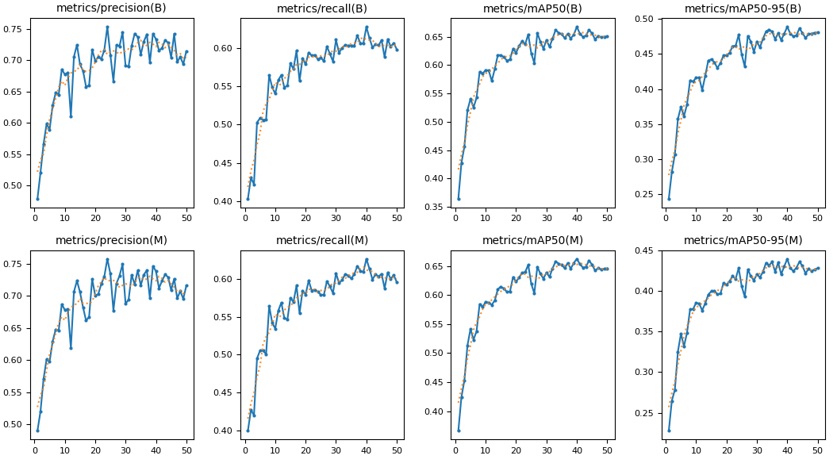 metrics/precision(B) metrics/recall(B) metrics/mAP50(B) metrics/mAP50-95(B)
0.75 0.70 0.65 0.60 0.55 0.50
0.60 0.55 0.50 0.45 0.40
0.65 0.60 0.55 0.50 0.45 0.40 0.35
0.50 0.45 0.40 0.35 0.30 0.25
0 10 20 30 40 50 0 10 20 30 40 50 0 10 20 30 40 50 0 10 20 30 40 50
metrics/precision(M) metrics/recall(M) metrics/mAP50(M) metrics/mAP50-95(M)
0.75 0.70 0.65 0.60 0.55 0.50
0.60 0.55 0.50 0.45 0.40
0.65 0.60 0.55 0.50 0.45 0.40
0.45 0.40 0.35 0.30 0.25
0 10 20 30 40 50 0 10 20 30 40 50 0 10 20 30 40 50 0 10 20 30 40 50